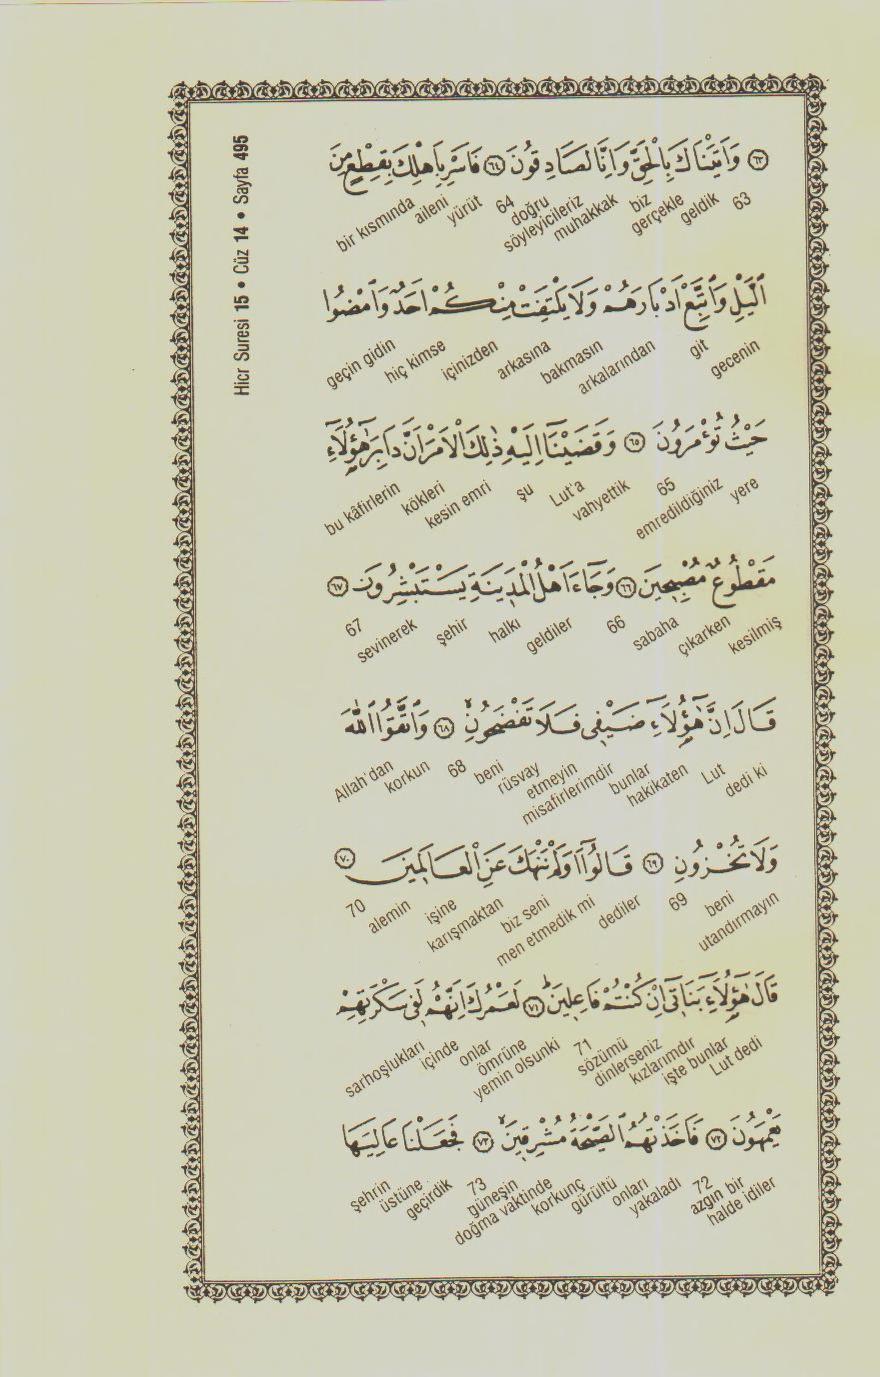 Hicr Suresi 15 • Cüz 14 • Sayfa 495
﴿٦٣﴾ وَاَتَيْنَاكَ بِالْحَقِّ وَاِنَّا لَصَادِقُونَ ﴿٦٤﴾ فَاَسْرِ بِاَهْلِكَ بِقِطْعٍ مِنَ
63 geldik gerçekle biz muhakkak söyleyicileriz doğru 64 yürüt aileni bir kısmında
الَّيْلِ وَاتَّبِعْ اَدْبَارَهُمْ وَلَا يَلْتَفِتْ مِنْكُمْ اَحَدٌ وَامْضُوا
gecenin git arkalarından bakmasın arkasına içinizden hiç kimse geçin gidin
حَيْثُ تُؤْمَرُونَ ﴿٦٥﴾ وَقَضَيْنَٓا اِلَيْهِ ذٰلِكَ الْاَمْرَ اَنَّ دَابِرَ هٰٓؤُ۬لَٓاءِ
yere emredildiğiniz 65 vahyettik Lut'a şu kesin emri kökleri bu kâfirlerin
مَقْطُوعٌ مُصْبِحِينَ ﴿٦٦﴾ وَجَٓاءَ اَهْلُ الْمَدِينَةِ يَسْتَبْشِرُونَ ﴿٦٧﴾
kesilmiş çıkarken sabaha 66 geldiler halkı şehir sevinerek 67
قَالَ اِنَّ هٰٓؤُ۬لَٓاءِ ضَيْفِي فَلَا تَفْضَحُونِۙ ﴿٦٨﴾ وَاتَّقُوا اللّٰهَ
dedi ki Lut hakikaten bunlar misafirlerimdir etmeyin rüsvay beni 68 korkun Allah'dan
وَلَا تُخْزُونِ ﴿٦٩﴾ قَالُٓوا اَوَلَمْ نَنْهَكَ عَنِ الْعَالَمِينَ ﴿٧٠﴾
utandırmayın beni 69 dediler men etmedik mi biz seni karışmaktan işine alemin 70
قَالَ هٰٓؤُ۬لَٓاءِ بَنَاتِٓي اِنْ كُنْتُمْ فَاعِلِينَۜ ﴿٧١﴾ لَعَمْرُكَ اِنَّهُمْ لَفِي سَكْرَتِهِمْ
Lut dedi işte bunlar kızlarımdır dinlerseniz sözümü 71 yemin olsunki ömrüne onlar içinde sarhoşlukları
يَعْمَهُونَ ﴿٧٢﴾ فَاَخَذَتْهُمُ الصَّيْحَةُ مُشْرِقِينَۙ ﴿٧٣﴾ فَجَعَلْنَا عَالِيَهَا
halde idiler azgın bir 72 yakaladı onları gürültü korkunç doğma vaktinde güneşin 73 geçirdik üstüne şehrin